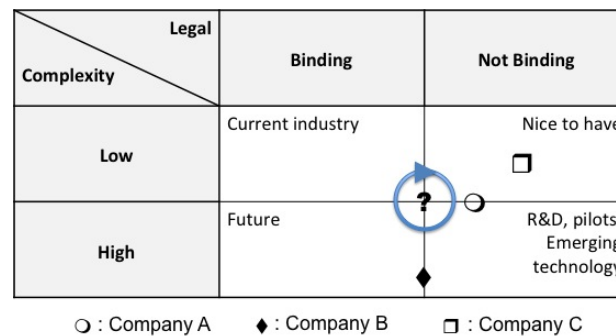 Legal
Complexity
Binding
Not Binding
Low
Current industry
Nice to have
?
High
Future
R&D, pilots
Emerging
technology
: Company A
: Company B
: Company C